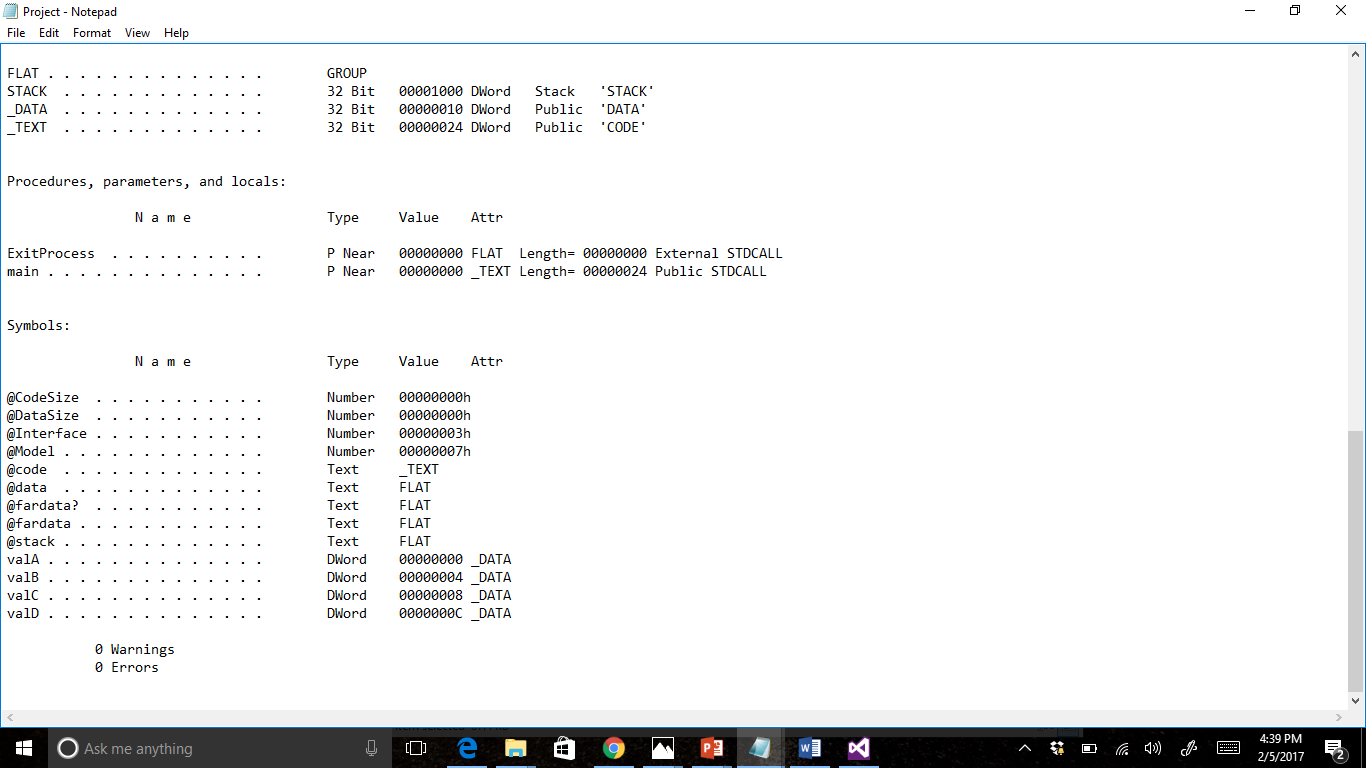 Project - Notepad
File Edit Format View Help
FLAT . . . . . . . . . . . . . . GROUP
STACK . . . . . . . . . . . . . 32 Bit 00001000 DWord Stack 'STACK'
_DATA . . . . . . . . . . . . . 32 Bit 00000010 DWord Public 'DATA'
_TEXT . . . . . . . . . . . . . 32 Bit 00000024 DWord Public 'CODE'
Procedures, parameters, and locals:
N a m e Type Value Attr
ExitProcess . . . . . . . . . . P Near 00000000 FLAT Length= 00000000 External STDCALL
main . . . . . . . . . . . . . . P Near 00000000 _TEXT Length= 00000024 Public STDCALL
Symbols:
N a m e Type Value Attr
@CodeSize . . . . . . . . . . . Number 00000000h
@DataSize . . . . . . . . . . . Number 00000000h
@Interface . . . . . . . . . . . Number 00000003h
@Model . . . . . . . . . . . . . Number 00000007h
@code . . . . . . . . . . . . . Text _TEXT
@data . . . . . . . . . . . . . Text FLAT
@fardata? . . . . . . . . . . . Text FLAT
@fardata . . . . . . . . . . . . Text FLAT
@stack . . . . . . . . . . . . . Text FLAT
valA . . . . . . . . . . . . . . DWord 00000000 _DATA
valB . . . . . . . . . . . . . . DWord 00000004 _DATA
valC . . . . . . . . . . . . . . DWord 00000008 _DATA
valD . . . . . . . . . . . . . . DWord 0000000C _DATA
0 Warnings
0 Errors
Ask me anything
4:39 PM
2/5/2017
2